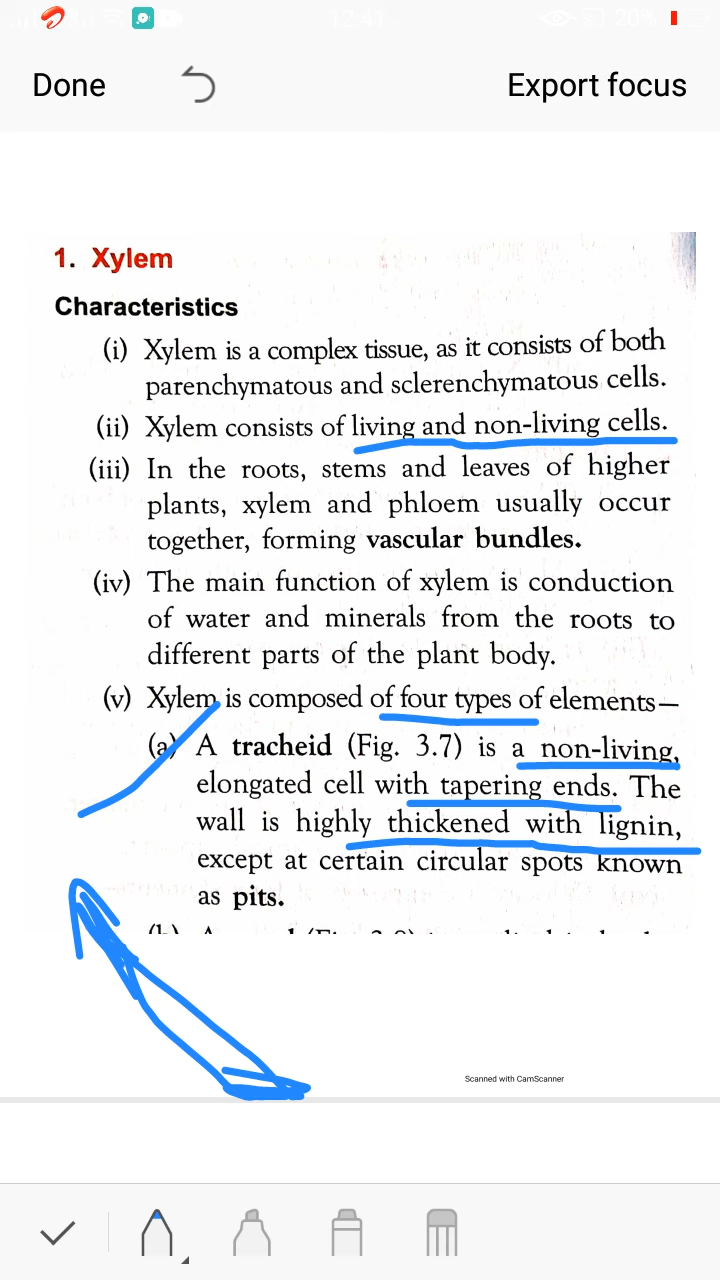 12:41
20%
Done
Export focus
1. Xylem
Characteristics
(i) Xylem is a complex tissue, as it consists of both
parenchymatous and sclerenchymatous cells.
(ii) Xylem consists of living and non-living cells.
(iii) In the roots, stems and leaves of higher
plants, xylem and phloem usually occur
together, forming vascular bundles.
(iv) The main function of xylem is conduction
of water and minerals from the roots to
different parts of the plant body.
(v) Xylem is composed of four types of elements—
(a) A tracheid (Fig. 3.7) is a non-living,
elongated cell with tapering ends. The
wall is highly thickened with lignin,
except at certain circular spots known
as pits.
Scanned with CamScanner